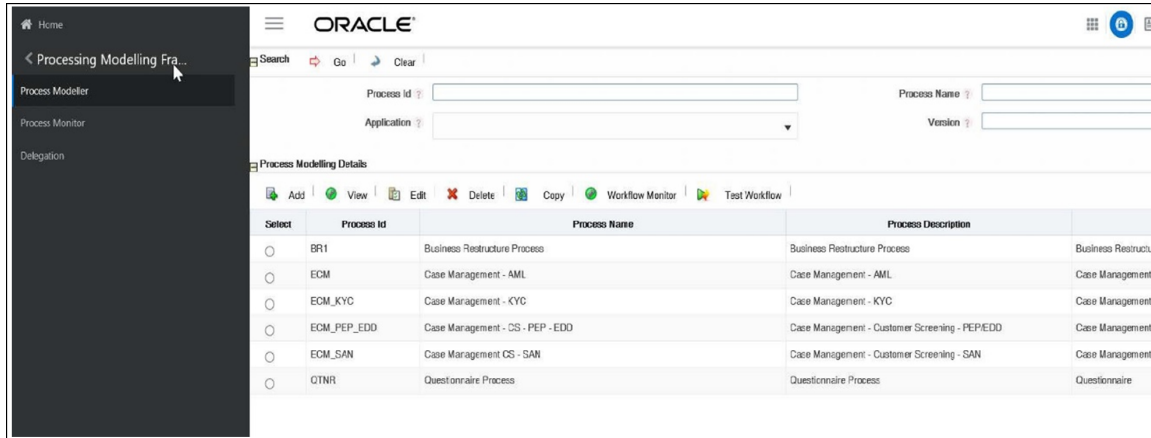 Home
ORACLE
Processing Modelling Fra...
Search Go Clear
Process Modeller
Process Id ? Process Name ?
Process Monitor
Application ? Version ?
Delegation
Process Modelling Details
Add View Edit Delete Copy Workflow Monitor Test Workflow
Select Process Id Process Name Process Description
BR1 Business Restructure Process Business Restructure Process Business Restructu
ECM Case Management - AML Case Management - AML Case Management
ECM_KYC Case Management - KYC Case Management - KYC Case Management
ECM_PEP_EDD Case Management - CS - PEP - EDD Case Management - Customer Screening - PEP/EDD Case Management
ECM_SAN Case Management CS - SAN Case Management - Customer Screening - SAN Case Management
QTNR Questionnaire Process Questionnaire Process Questionnaire